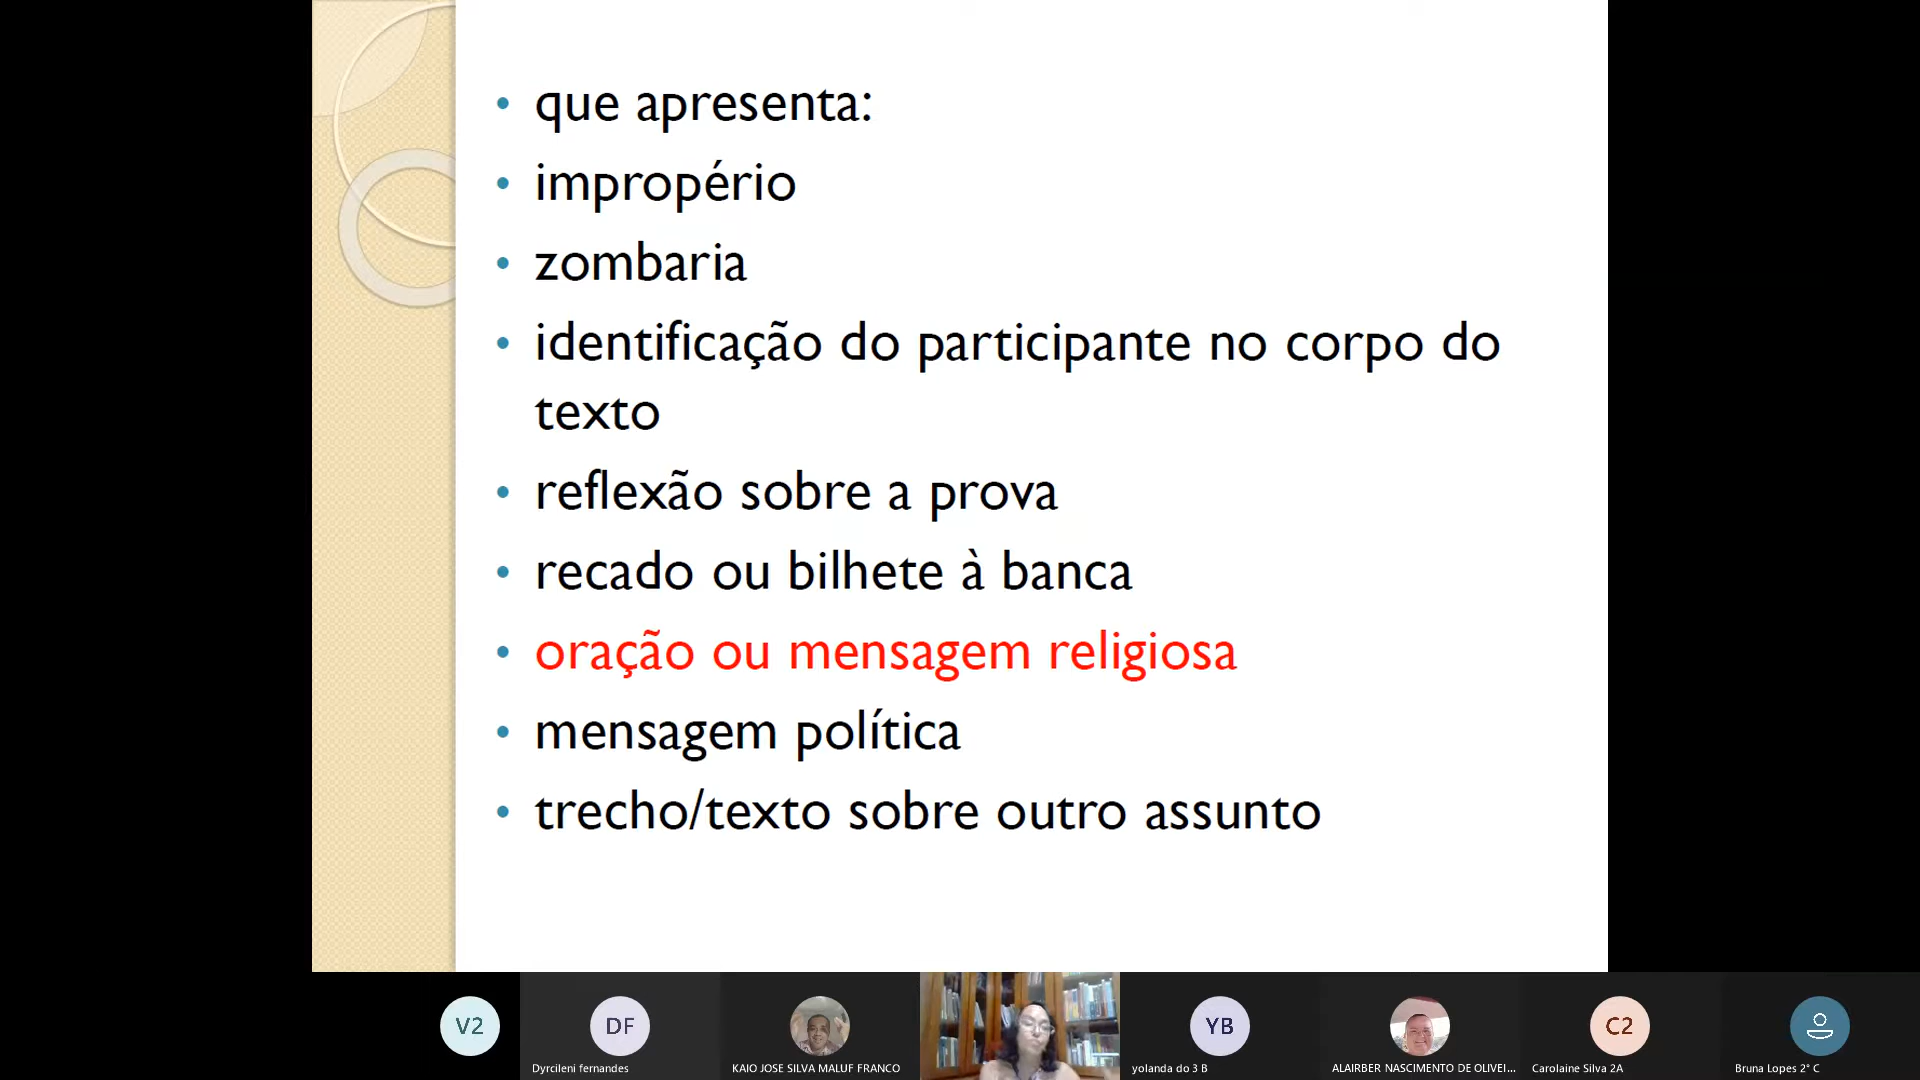 • que apresenta:
• impropério
• zombaria
• identificação do participante no corpo do
texto
• reflexão sobre a prova
• recado ou bilhete à banca
• oração ou mensagem religiosa
• mensagem política
• trecho/texto sobre outro assunto
V2
DF
YB
C2
Dyrcileni fernandes
KAIO JOSE SILVA MALUF FRANCO
yolanda do 3 B
ALAIRBER NASCIMENTO DE OLIVEI...
Carolaine Silva 2A
Bruna Lopes 2° C